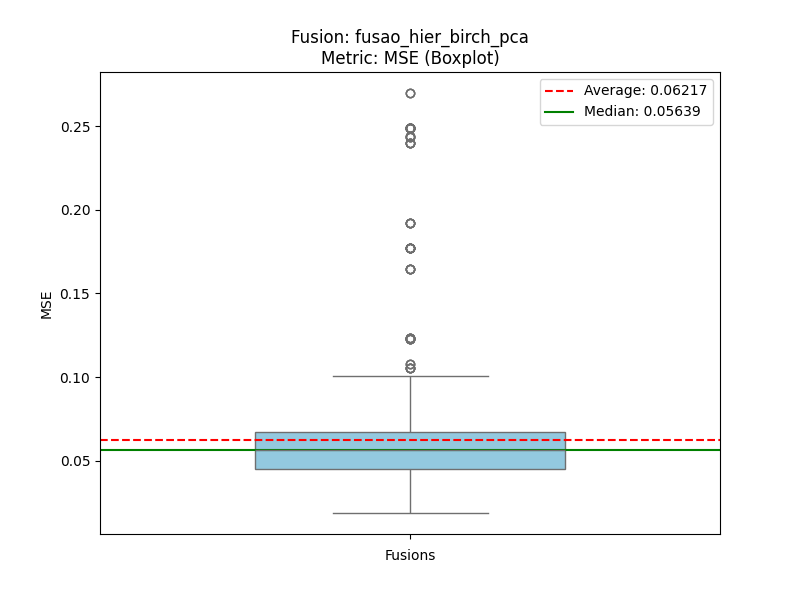 Fusion: fusao_hier_birch_pca
Metric: MSE (Boxplot)
Average: 0.06217
Median: 0.05639
0.25
0.20
0.15
0.10
0.05
MSE
Fusions